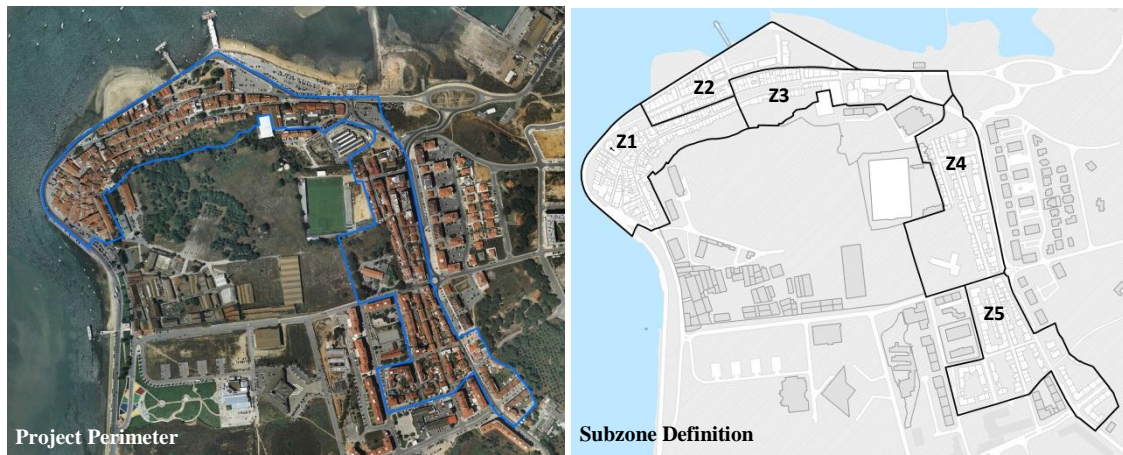 Project Perimeter
Z1
Z2
Z3
Z4
Z5
Subzone Definition